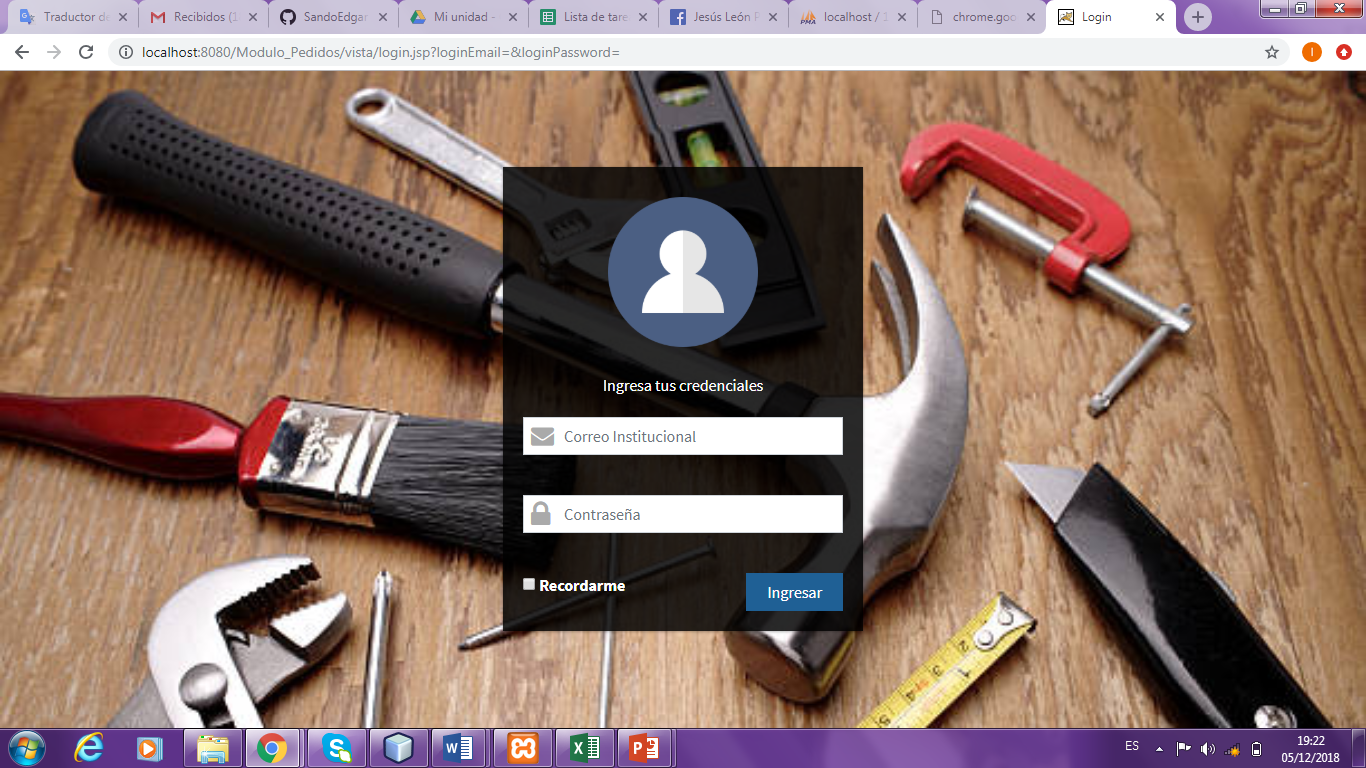 Traductor de
Recibidos (1
SandoEdgar
Mi unidad -
Lista de tare
Jesús León P
localhost / 1
chrome.goo
Login
localhost:8080/Modulo_Pedidos/vista/login.jsp?loginEmail=&loginPassword=
Ingresa tus credenciales
Correo Institucional
Contraseña
Recordarme
Ingresar
ES
19:22
05/12/2018